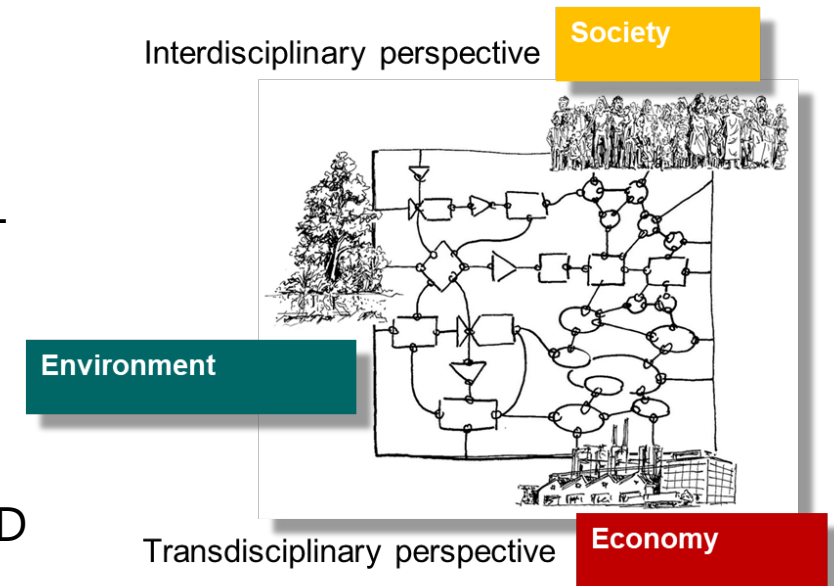 Society
Interdisciplinary perspective
Environment
D
Transdisciplinary perspective
Economy